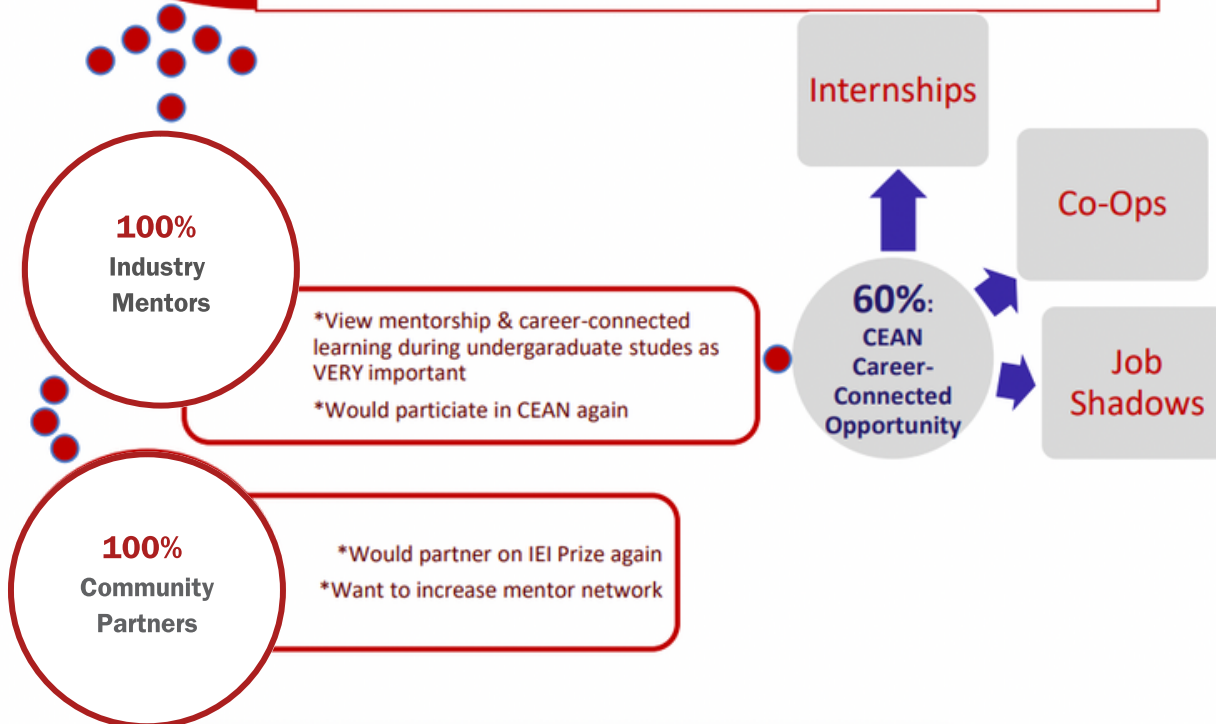 100%
Industry
Mentors
*View mentorship & career-connected
learning during undergaraduate studes as
VERY important
*Would particiate in CEAN again
60%:
CEAN
Career-
Connected
Opportunity
Internships
Co-Ops
Job
Shadows
100%
Community
Partners
*Would partner on IEI Prize again
*Want to increase mentor network